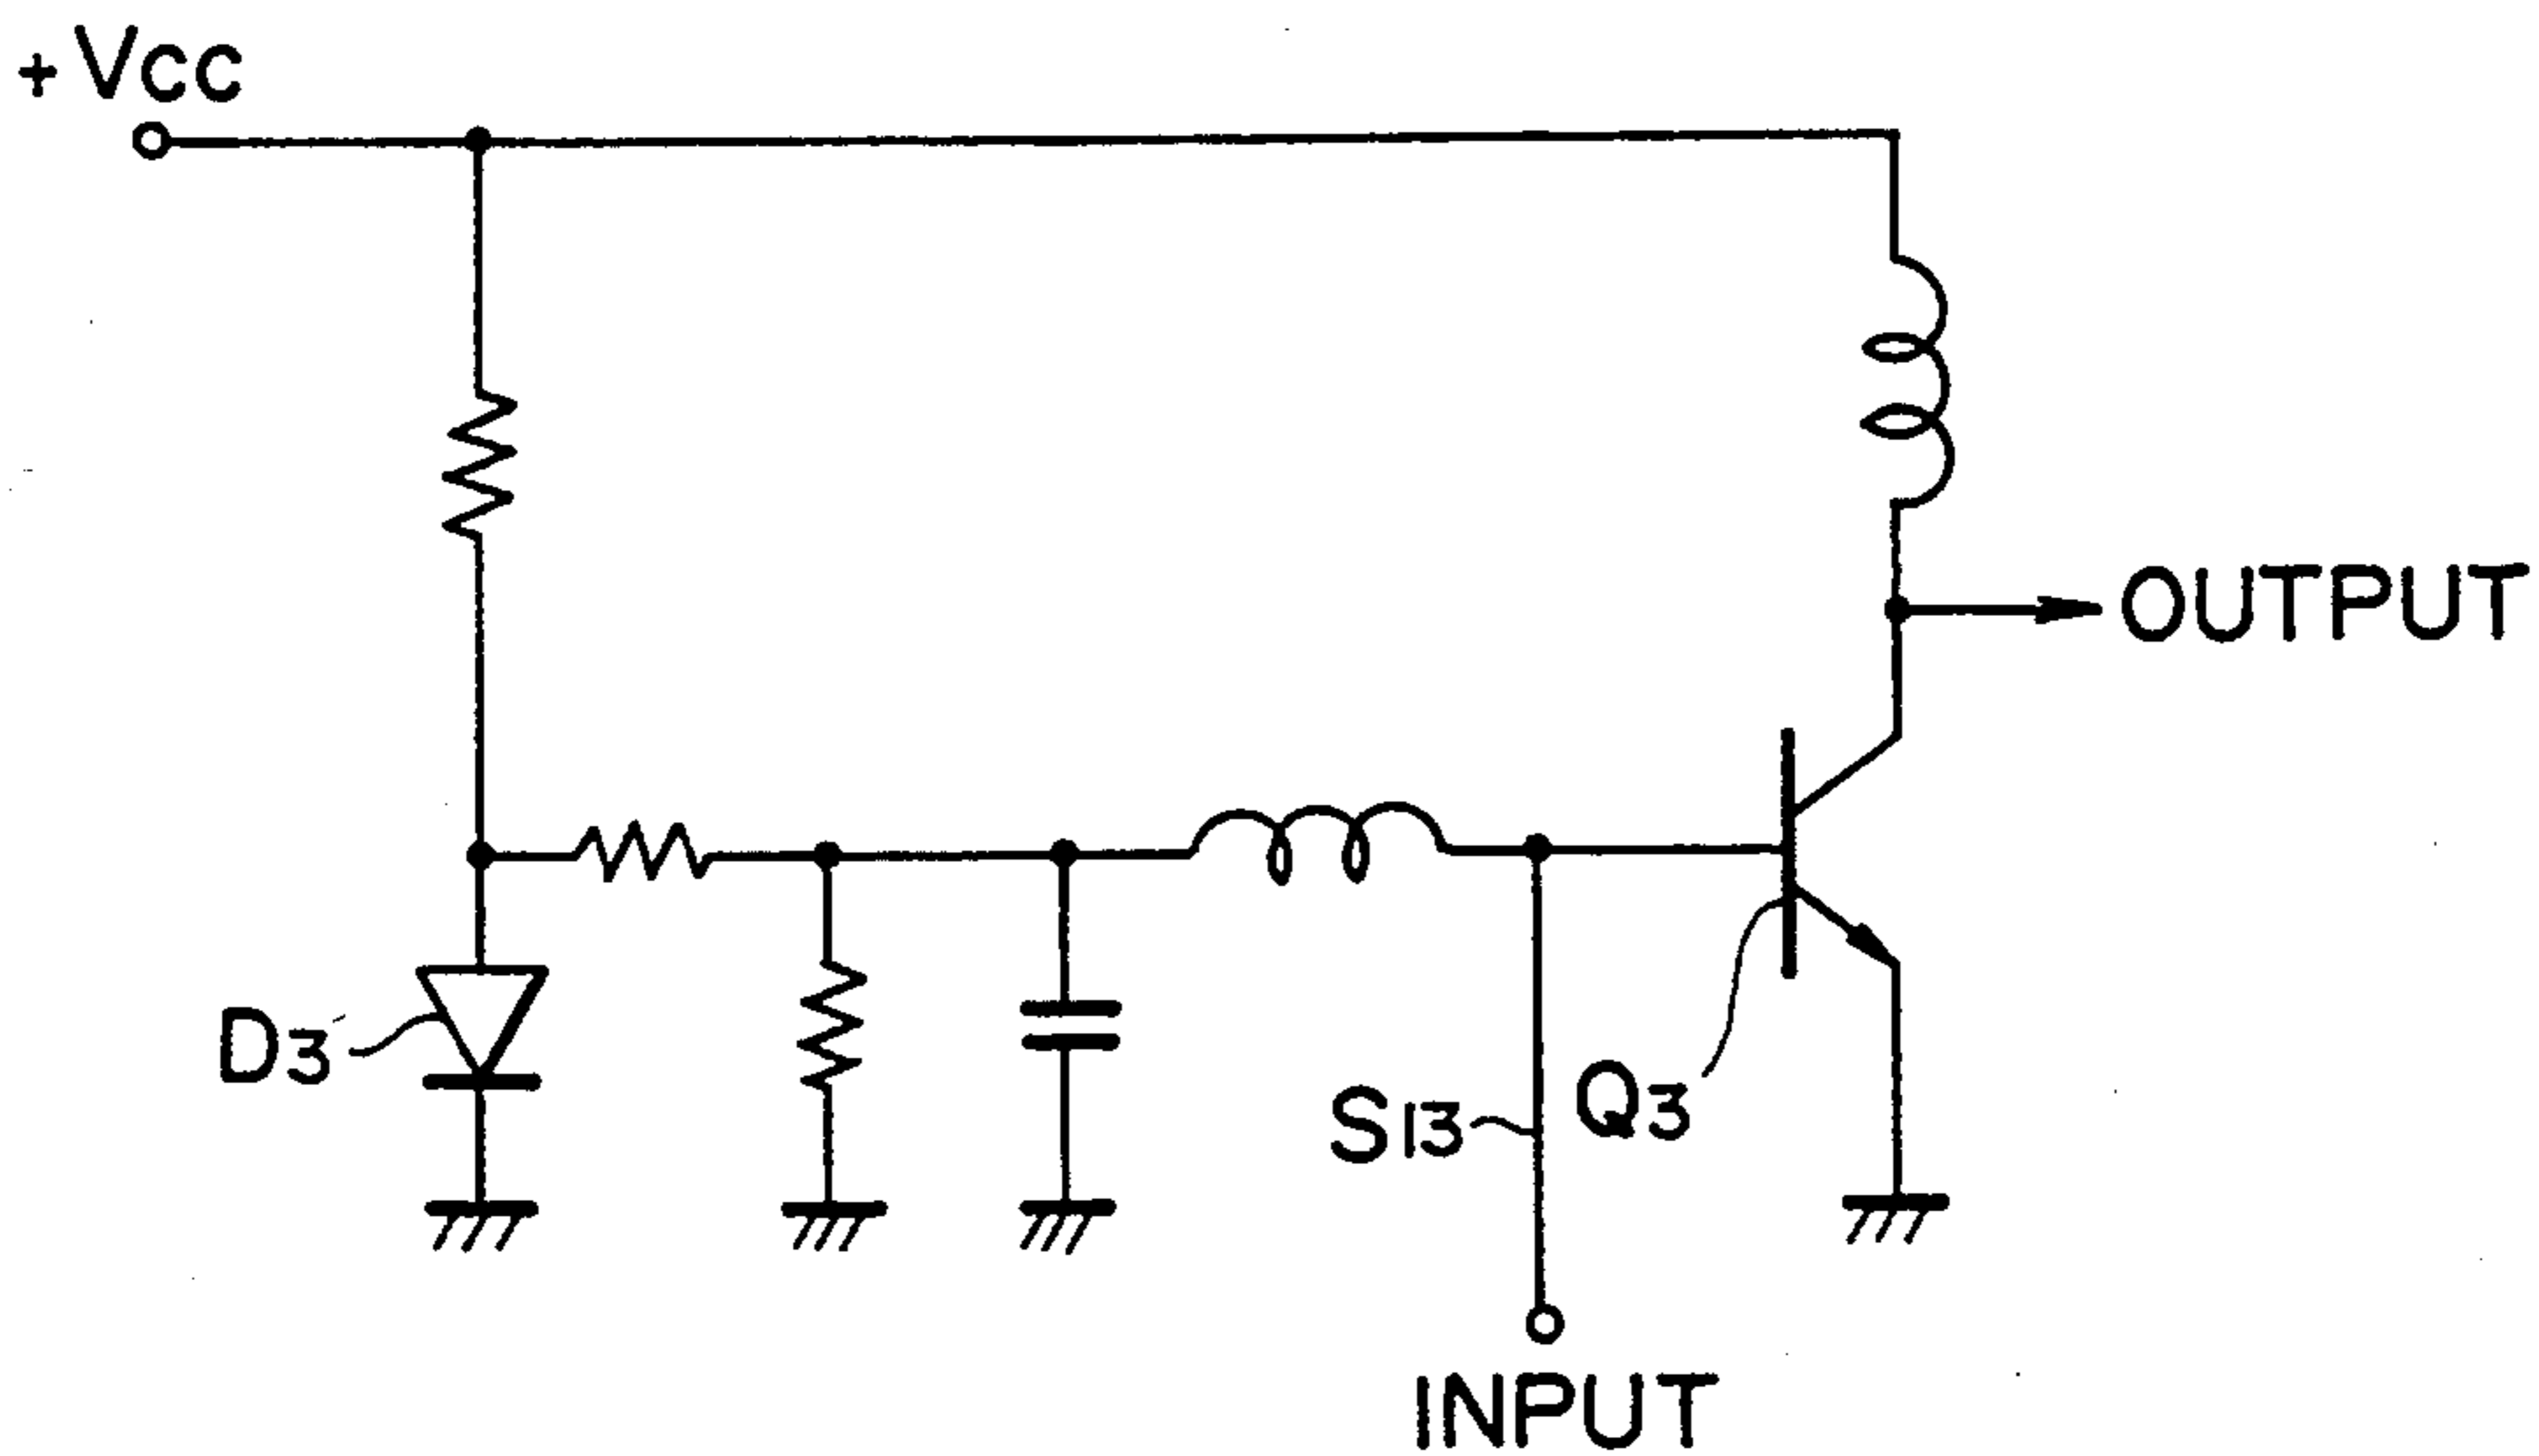 +Vcc
OUTPUT
D3
S13
Q3
INPUT